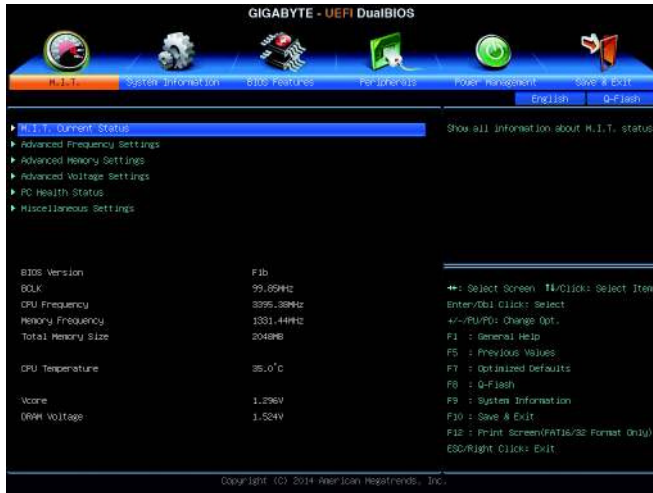 GIGABYTE - UEFI DualBIOS
M.I.T.
System Information
BIOS Features
Peripherals
Power Management
Save & Exit
English
Q-Flash
M.I.T. Current Status
Advanced Frequency Settings
Advanced Memory Settings
Advanced Voltage Settings
PC Health Status
Miscellaneous Settings
Show all information about M.I.T. status
BIOS Version F1b
BCLK 99.85MHz
CPU Frequency 3395.38MHz
Memory Frequency 1331.44MHz
Total Memory Size 2048MB
CPU Temperature 35.0°C
Vcore 1.296V
DRAM Voltage 1.524V
↔: Select Screen ↑↓/Click: Select Item
Enter/Dbl Click: Select
+/-/PU/PD: Change Opt.
F1 : General Help
F5 : Previous Values
F7 : Optimized Defaults
F8 : Q-Flash
F9 : System Information
F10 : Save & Exit
F12 : Print Screen(FAT16/32 Format Only)
ESC/Right Click: Exit
Copyright (C) 2014 American Megatrends, Inc.